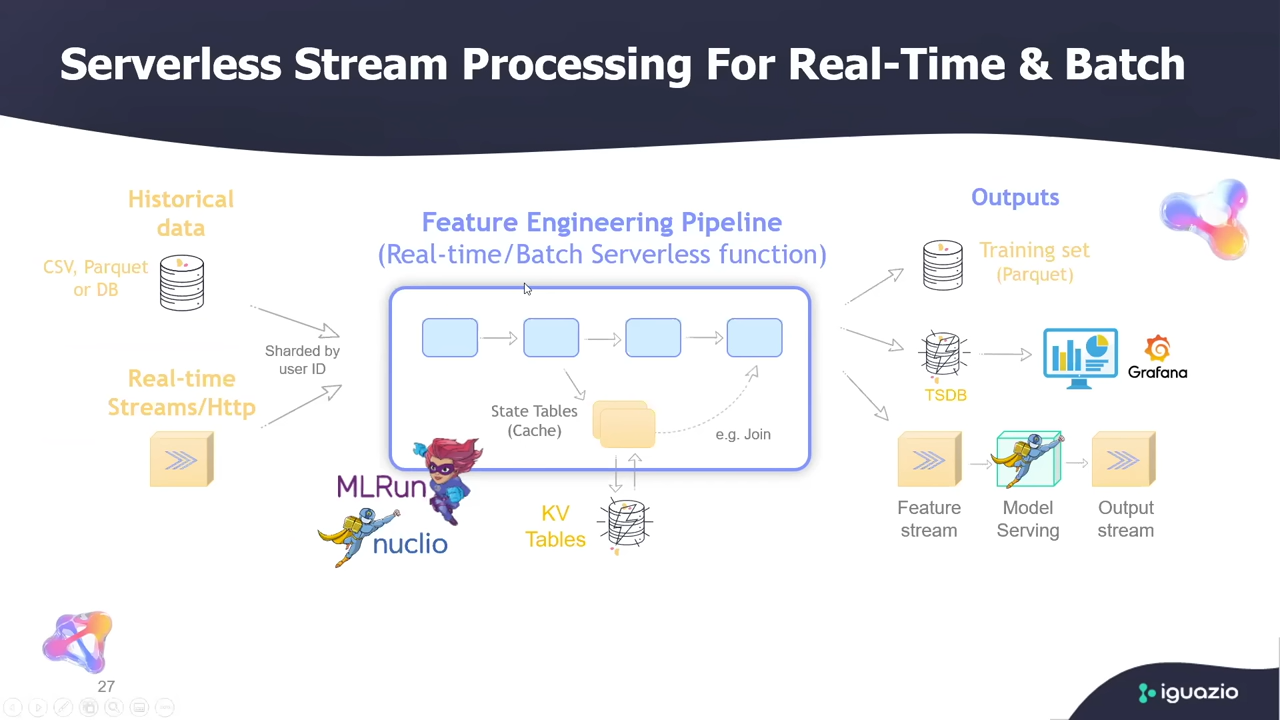 Serverless Stream Processing For Real-Time & Batch
Historical
data
CSV, Parquet
or DB
Real-time
Streams/Http
Sharded by
user ID
Feature Engineering Pipeline
(Real-time/Batch Serverless function)
State Tables
(Cache)
e.g. Join
MLRun
nuclio
KV
Tables
Outputs
Training set
(Parquet)
TSDB
Grafana
Feature
stream
Model
Serving
Output
stream
27
iguazio